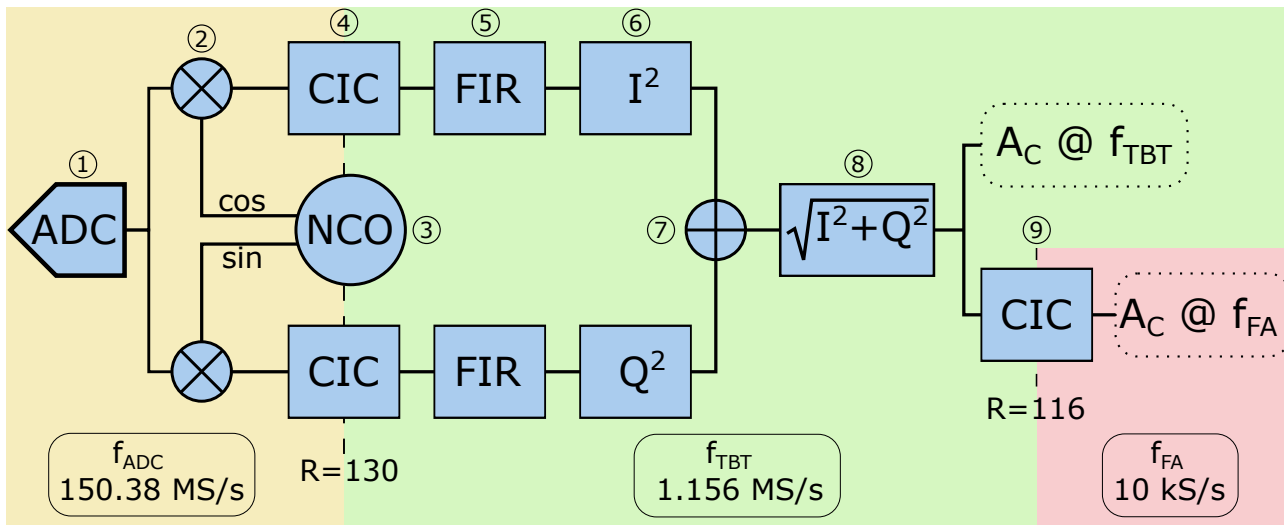 ②
④
⑤
⑥
CIC
FIR
I²
①
ADC
cos
sin
NCO
③
⑦
⑧
√I²+Q²
A_C @ f_TBT
⑨
CIC
A_C @ f_FA
CIC
FIR
Q²
R=116
f_ADC
150.38 MS/s
R=130
f_TBT
1.156 MS/s
f_FA
10 kS/s